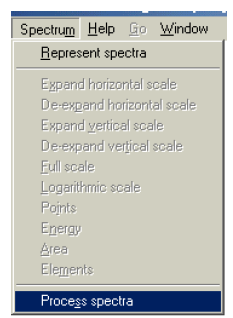 Spectrum Help Go Window
Represent spectra
Expand horizontal scale
De-expand horizontal scale
Expand vertical scale
De-expand vertical scale
Full scale
Logarithmic scale
Points
Energy
Area
Elements
Process spectra